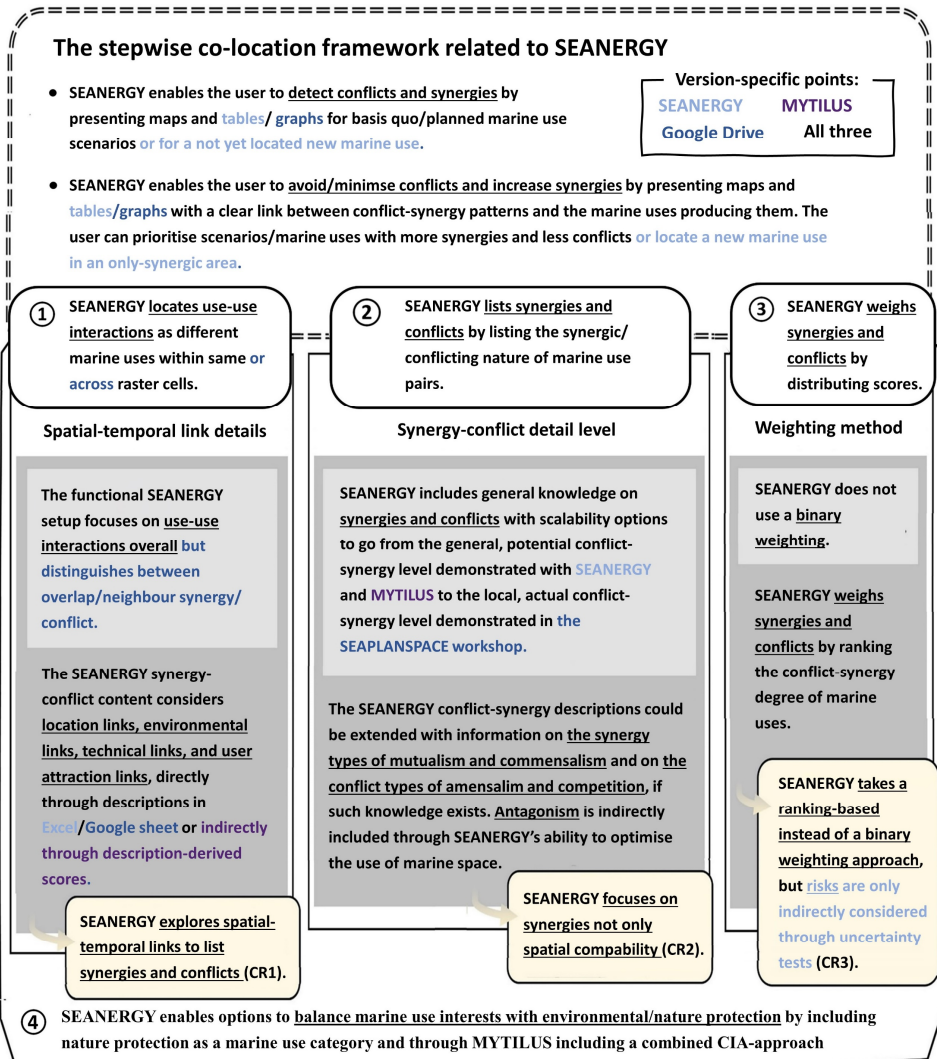 The stepwise co-location framework related to SEANERGY
• SEANERGY enables the user to detect conflicts and synergies by
presenting maps and tables/ graphs for basis quo/planned marine use
scenarios or for a not yet located new marine use.
Version-specific points:
SEANERGY MYTILUS
Google Drive All three
• SEANERGY enables the user to avoid/minimse conflicts and increase synergies by presenting maps and
tables/graphs with a clear link between conflict-synergy patterns and the marine uses producing them. The
user can prioritise scenarios/marine uses with more synergies and less conflicts or locate a new marine use
in an only-synergic area.
① SEANERGY locates use-use
interactions as different
marine uses within same or
across raster cells.
Spatial-temporal link details
The functional SEANERGY
setup focuses on use-use
interactions overall but
distinguishes between
overlap/neighbour synergy/
conflict.
The SEANERGY synergy-
conflict content considers
location links, environmental
links, technical links, and user
attraction links, directly
through descriptions in
Excel/Google sheet or indirectly
through description-derived
scores.
SEANERGY explores spatial-
temporal links to list
synergies and conflicts (CR1).
② SEANERGY lists synergies and
conflicts by listing the synergic/
conflicting nature of marine use
pairs.
Synergy-conflict detail level
SEANERGY includes general knowledge on
synergies and conflicts with scalability options
to go from the general, potential conflict-
synergy level demonstrated with SEANERGY
and MYTILUS to the local, actual conflict-
synergy level demonstrated in the
SEAPLANSPACE workshop.
The SEANERGY conflict-synergy descriptions could
be extended with information on the synergy
types of mutualism and commensalism and on the
conflict types of amensalim and competition, if
such knowledge exists. Antagonism is indirectly
included through SEANERGY's ability to optimise
the use of marine space.
SEANERGY focuses on
synergies not only
spatial compability (CR2).
③ SEANERGY weighs
synergies and
conflicts by
distributing scores.
Weighting method
SEANERGY does not
use a binary
weighting.
SEANERGY weighs
synergies and
conflicts by ranking
the conflict-synergy
degree of marine
uses.
SEANERGY takes a
ranking-based
instead of a binary
weighting approach,
but risks are only
indirectly considered
through uncertainty
tests (CR3).
④ SEANERGY enables options to balance marine use interests with environmental/nature protection by including
nature protection as a marine use category and through MYTILUS including a combined CIA-approach